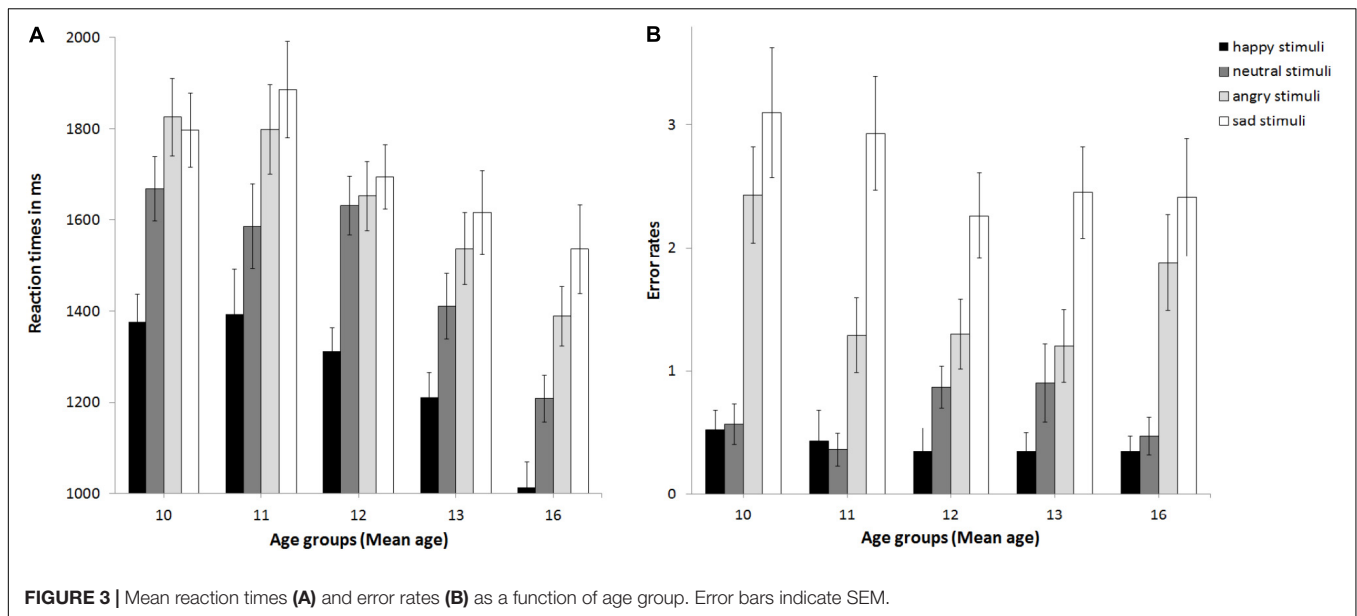 A
2000
1800
1600
1400
1200
1000
Reaction times in ms
10 11 12 13 16
Age groups (Mean age)
B
3
2
1
0
Error rates
10 11 12 13 16
Age groups (Mean age)
happy stimuli
neutral stimuli
angry stimuli
sad stimuli
FIGURE 3 | Mean reaction times (A) and error rates (B) as a function of age group. Error bars indicate SEM.